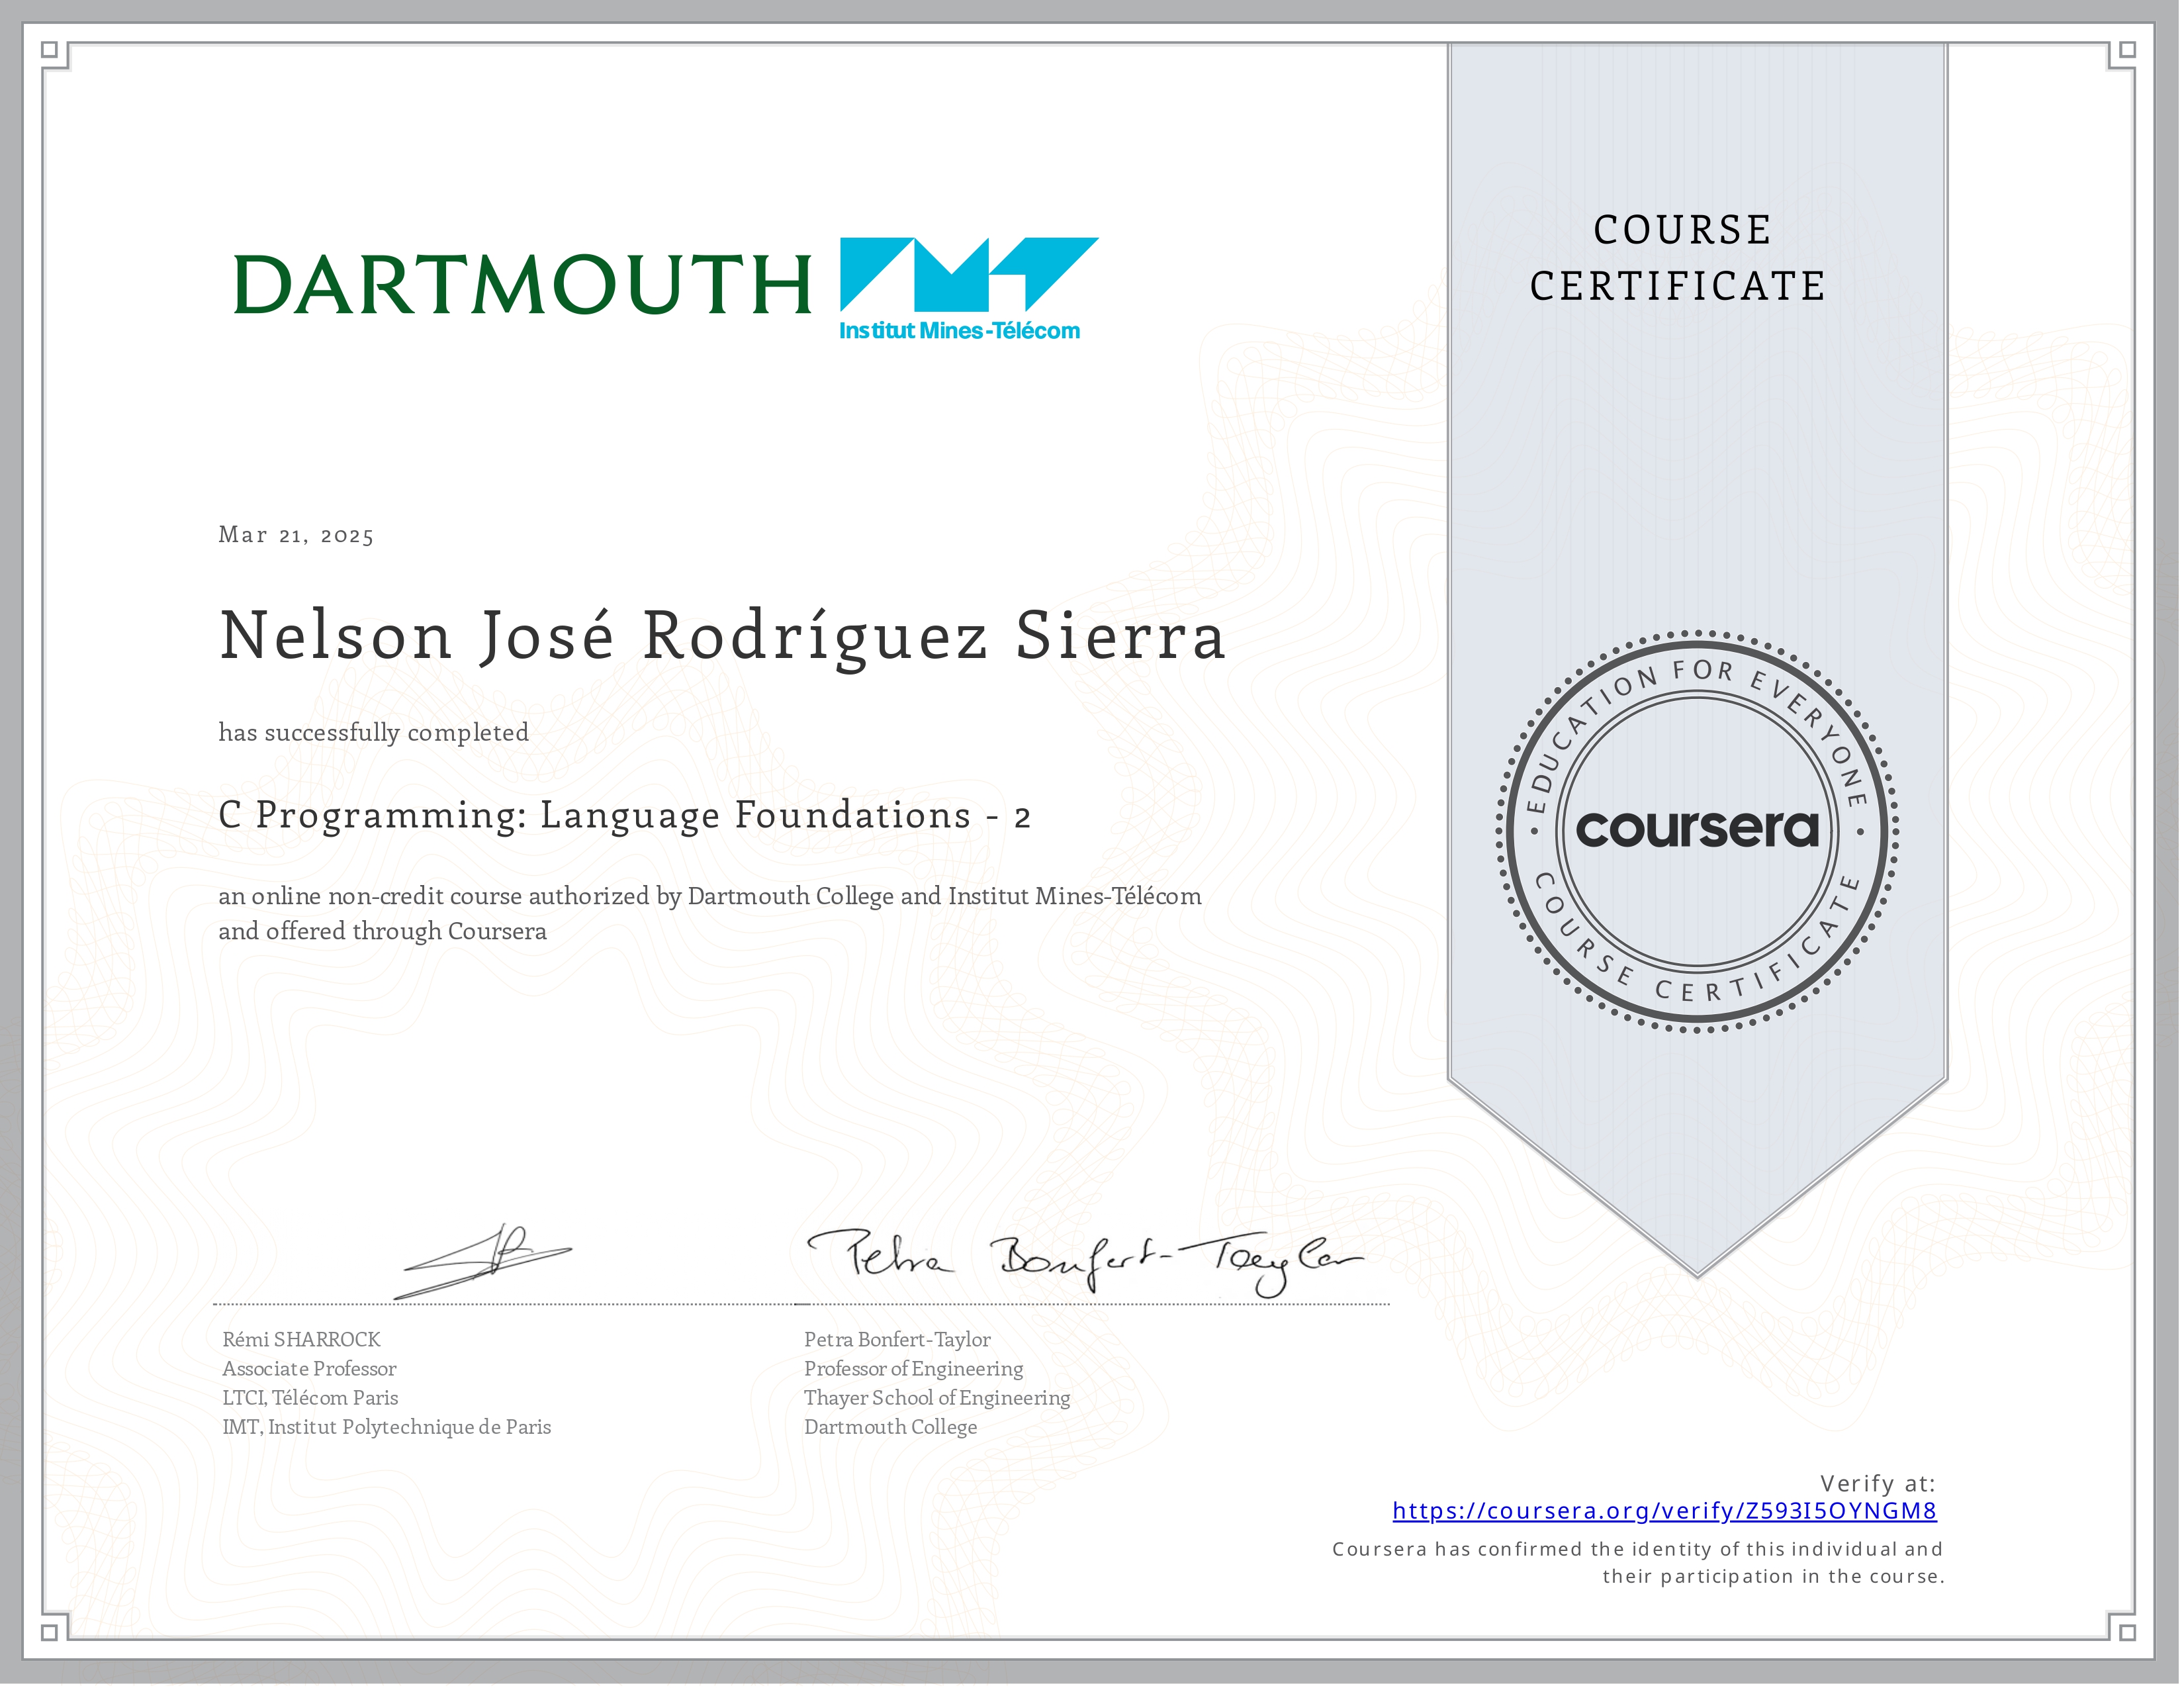 DARTMOUTH
Institut Mines-Télécom
COURSE
CERTIFICATE
Mar 21, 2025
Nelson José Rodríguez Sierra
has successfully completed
C Programming: Language Foundations - 2
an online non-credit course authorized by Dartmouth College and Institut Mines-Télécom
and offered through Coursera
EDUCATION FOR EVERYONE
coursera
COURSE CERTIFICATE
Petra Bonfert-Taylor
Rémi SHARROCK
Associate Professor
LTCI, Télécom Paris
IMT, Institut Polytechnique de Paris
Petra Bonfert-Taylor
Professor of Engineering
Thayer School of Engineering
Dartmouth College
Verify at:
https://coursera.org/verify/Z593I5OYNGM8
Coursera has confirmed the identity of this individual and
their participation in the course.